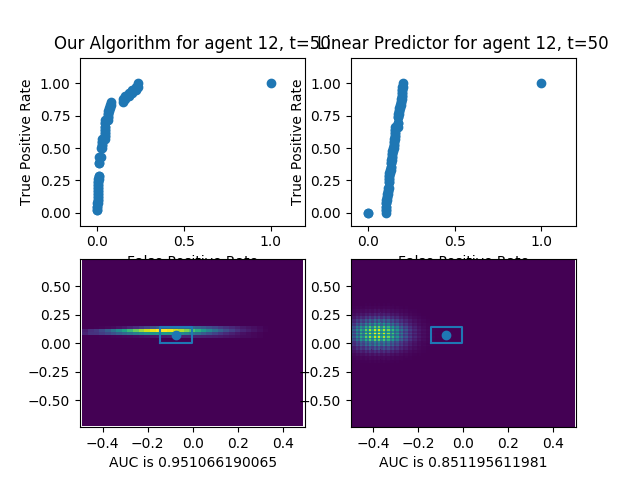 Our Algorithm for agent 12, t=50
Linear Predictor for agent 12, t=50
True Positive Rate
1.00
0.75
0.50
0.25
0.00
0.0 0.5 1.0
False Positive Rate
True Positive Rate
1.00
0.75
0.50
0.25
0.00
0.0 0.5 1.0
False Positive Rate
0.50
0.25
0.00
−0.25
−0.50
−0.4 −0.2 0.0 0.2 0.4
AUC is 0.951066190065
0.50
0.25
0.00
−0.25
−0.50
−0.4 −0.2 0.0 0.2 0.4
AUC is 0.851195611981